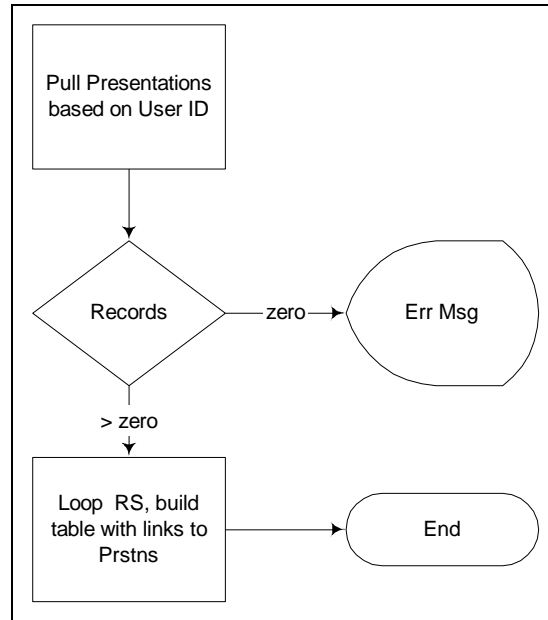 Pull Presentations
based on User ID
Records
zero
Err Msg
> zero
Loop RS, build
table with links to
Prstns
End